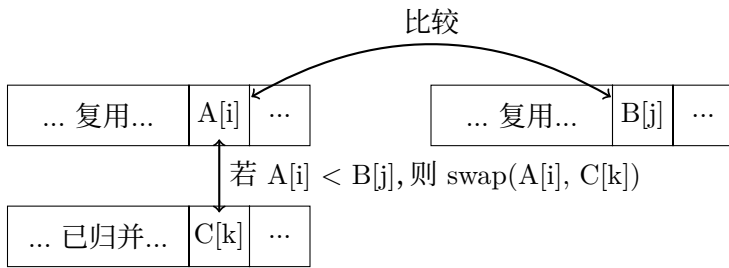 比较
... 复用... A[i] ... ... 复用... B[j] ...
若 A[i] < B[j], 则 swap(A[i], C[k])
... 已归并... C[k] ...